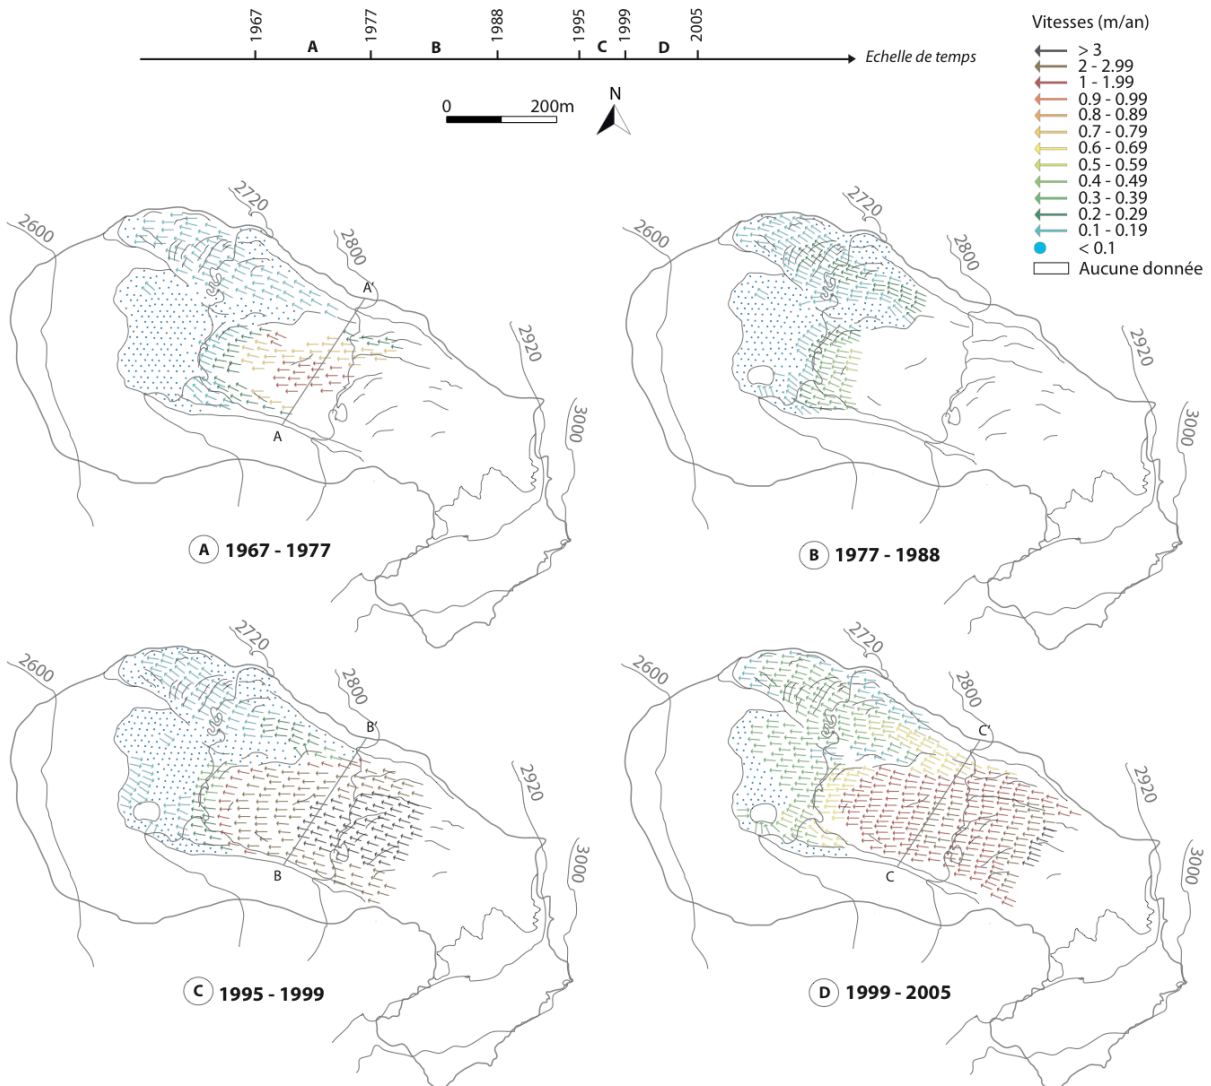 1967
1977
1988
1995
1999
2005
A
B
C
D
Echelle de temps
0 200m
N
Vitesses (m/an)
> 3
2 - 2.99
1 - 1.99
0.9 - 0.99
0.8 - 0.89
0.7 - 0.79
0.6 - 0.69
0.5 - 0.59
0.4 - 0.49
0.3 - 0.39
0.2 - 0.29
0.1 - 0.19
< 0.1
Aucune donnée
2600
2720
2800
2920
3000
A'
A
A 1967 - 1977
2600
2720
2800
2920
3000
B 1977 - 1988
2600
2720
2800
2920
3000
B'
B
C 1995 - 1999
2600
2720
2800
2920
3000
C'
C
D 1999 - 2005